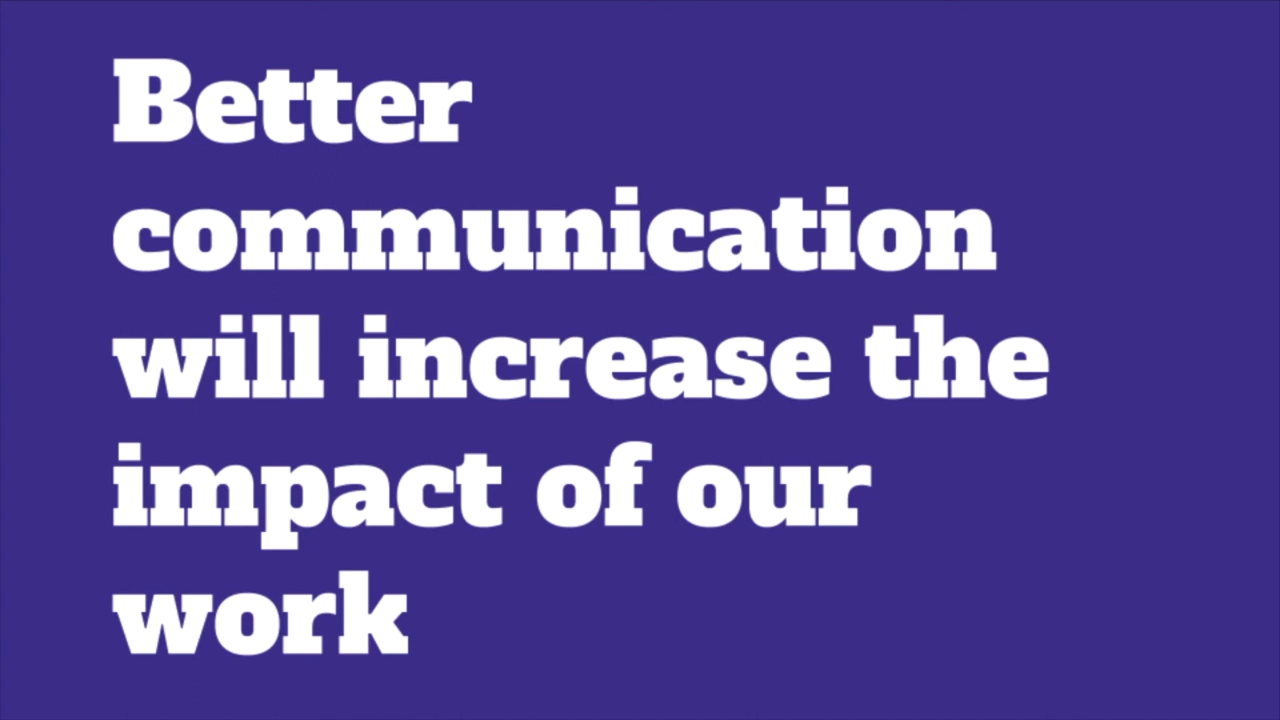 Better
communication
will increase the
impact of our
work